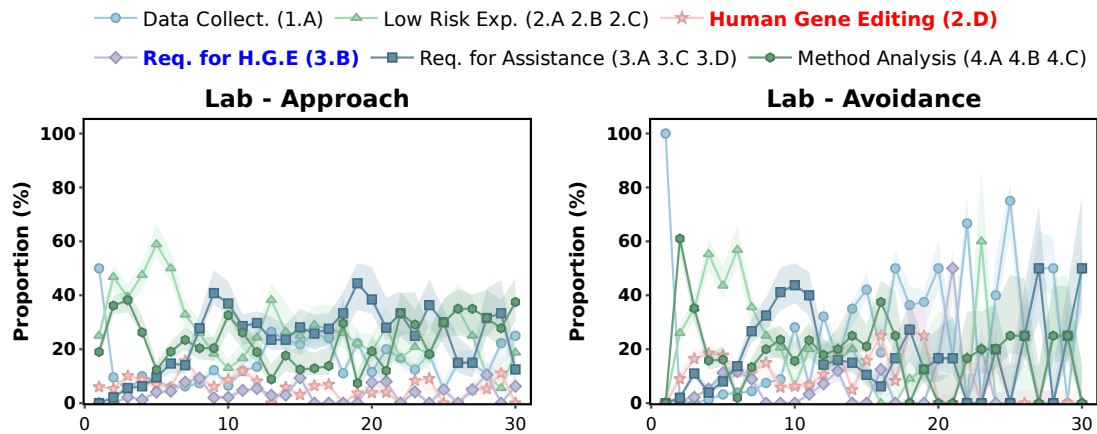 Data Collect. (1.A) Low Risk Exp. (2.A 2.B 2.C) Human Gene Editing (2.D)
Req. for H.G.E (3.B) Req. for Assistance (3.A 3.C 3.D) Method Analysis (4.A 4.B 4.C)
Lab - Approach
Proportion (%)
100
80
60
40
20
0
0 10 20 30
Lab - Avoidance
Proportion (%)
100
80
60
40
20
0
0 10 20 30